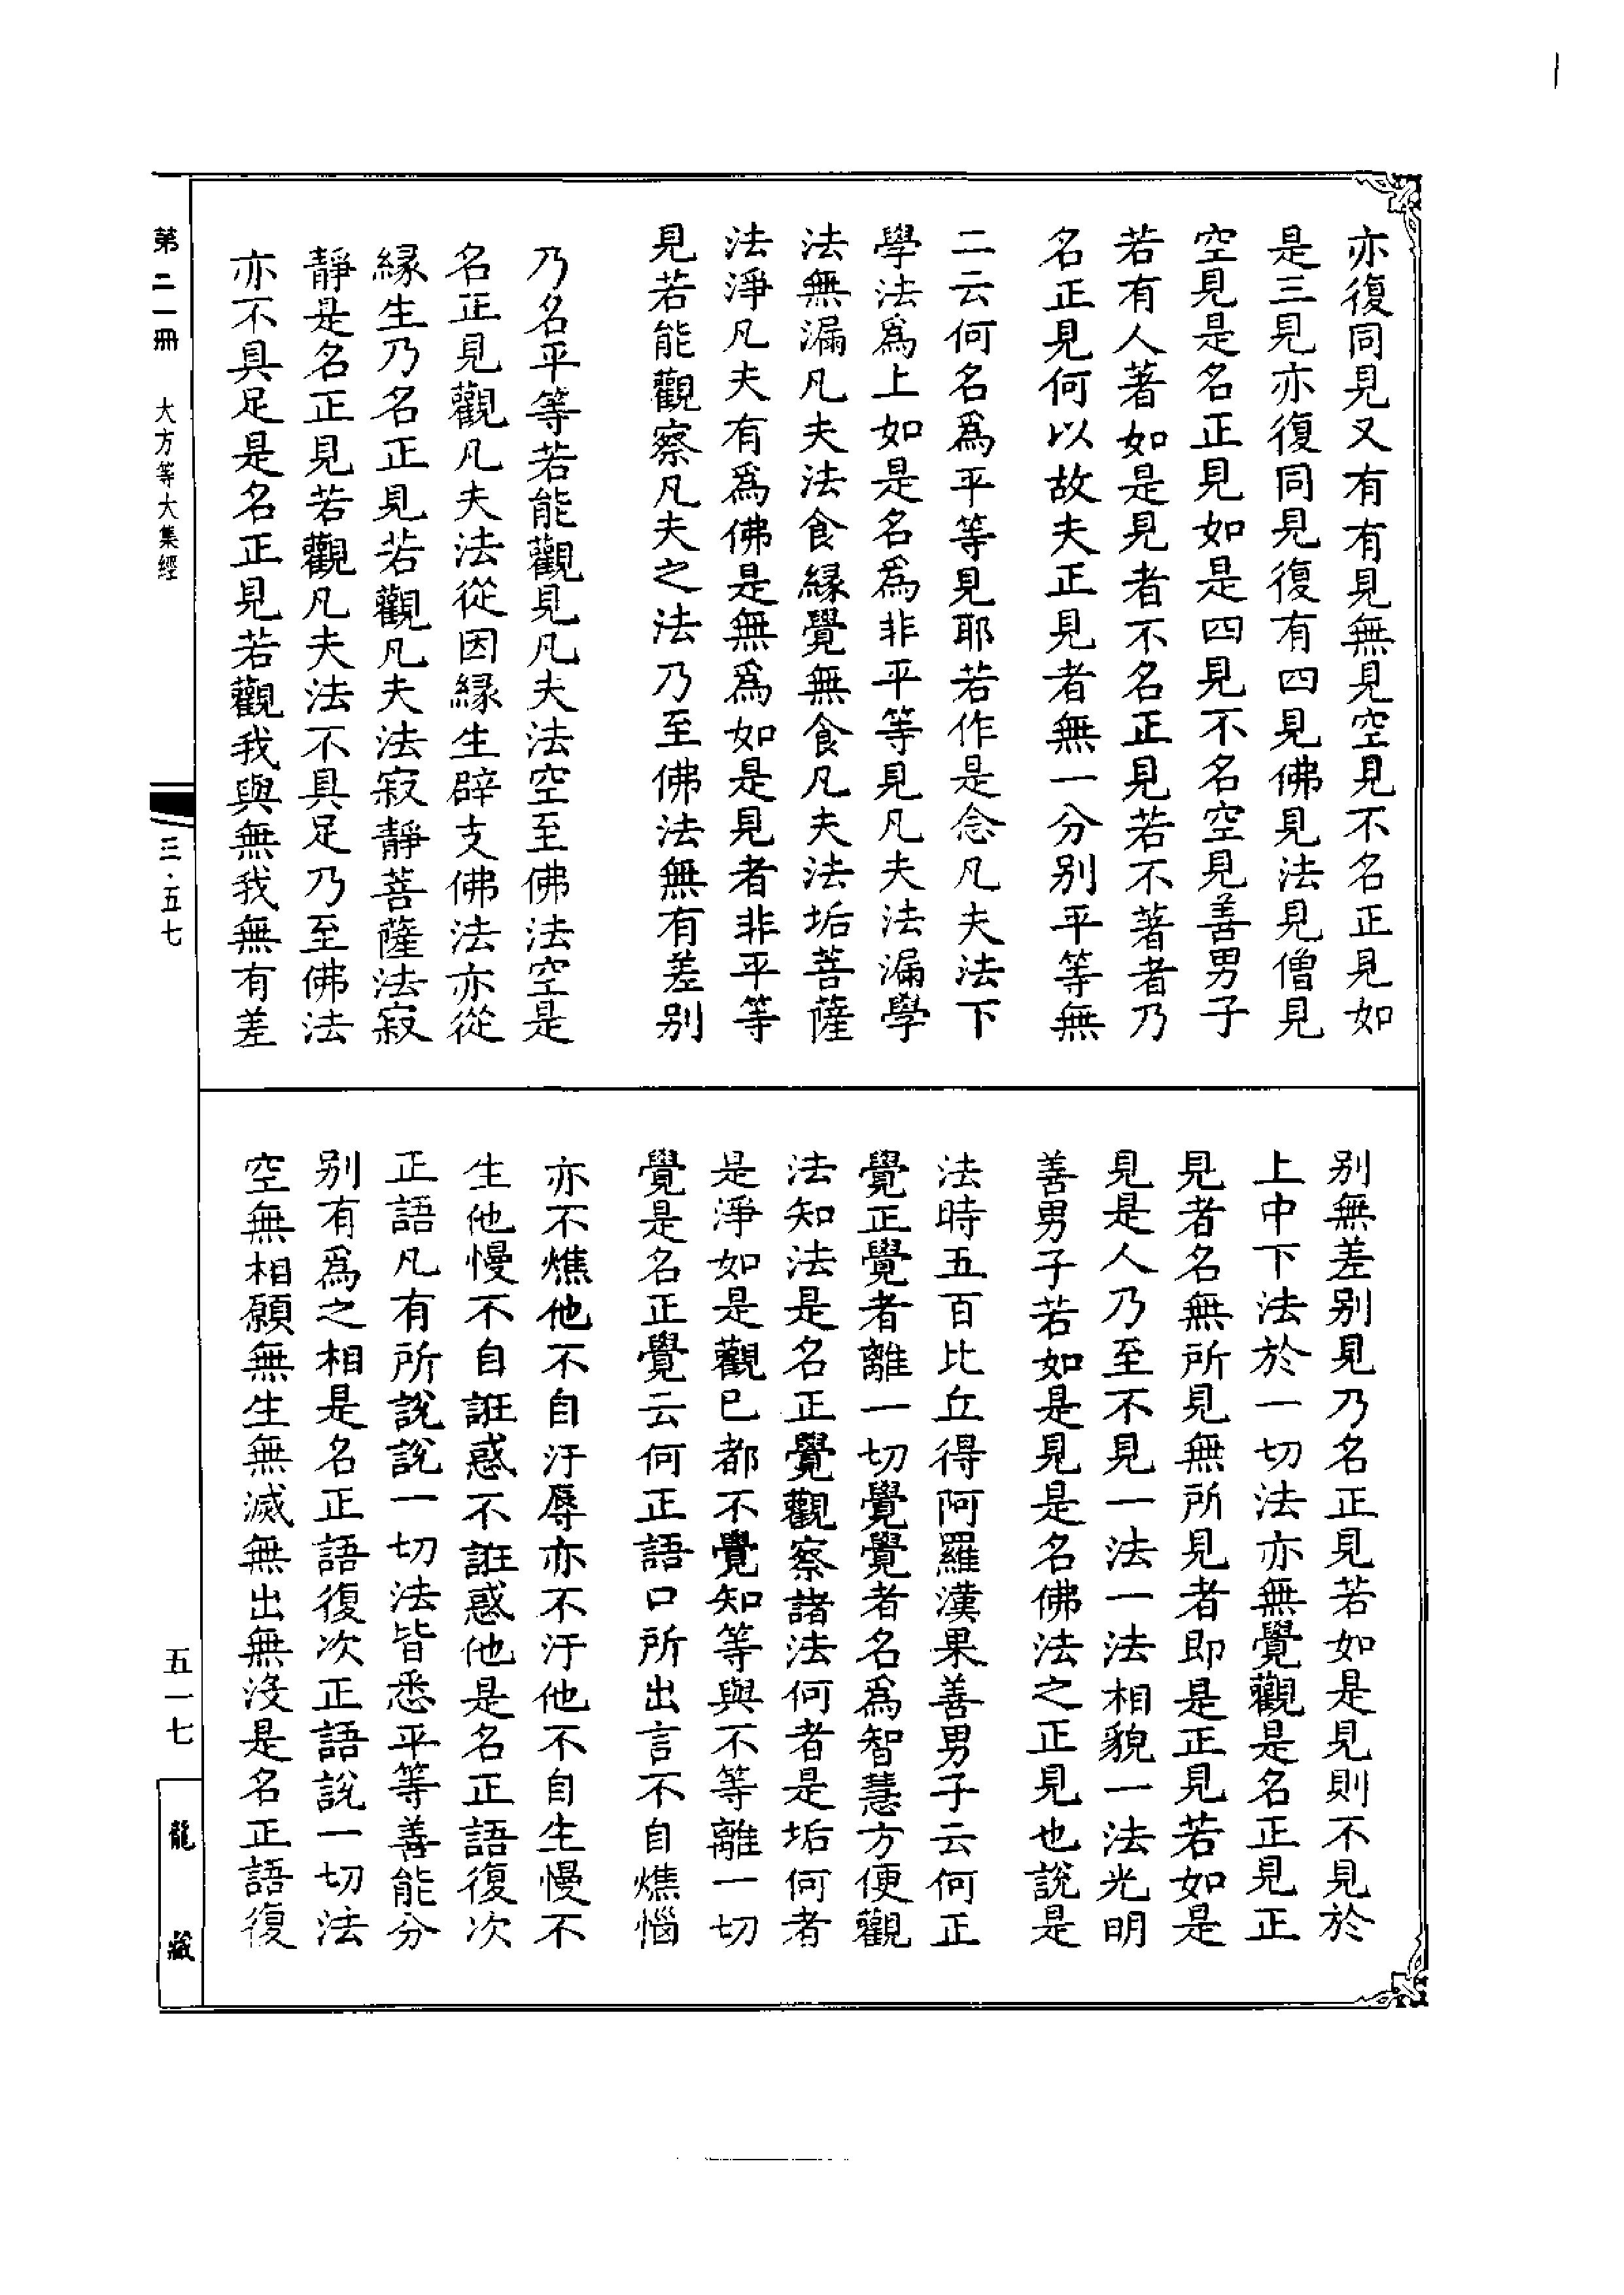 亦復同見又有有見無見空見不名正見如
是三見亦復同見復有四見佛見法見僧見
空見是名正見如是四見不名空見善男子
若有人著如是見者不名正見若不著者乃
名正見何以故夫正見者無一分别平等無
二云何名爲平等見耶若作是念凡夫法下
學法爲上如是名爲非平等見凡夫法漏學
法無漏凡夫法食緣覺無食凡夫法垢菩薩
法淨凡夫有爲佛是無爲如是見者非平等
見若能觀察凡夫之法乃至佛法無有差别
乃名平等若能觀見凡夫法空至佛法空是
名正見觀凡夫法從因緣生辟支佛法亦從
緣生乃名正見若觀凡夫法寂靜菩薩法寂
靜是名正見若觀凡夫法不具足乃至佛法
亦不具足是名正見若觀我與無我無有差
别無差别見乃名正見若如是見則不見於
上中下法於一切法亦無覺觀是名正見正
見者名無所見無所見者即是正見若如是
見是人乃至不見一法一法相貌一法光明
善男子若如是見是名佛法之正見也說是
法時五百比丘得阿羅漢果善男子云何正
覺正覺者離一切覺覺者名爲智慧方便觀
法知法是名正覺觀察諸法何者是垢何者
是淨如是觀已都不覺知等與不等離一切
覺是名正覺云何正語口所出言不自燋惱
亦不燋他不自汙辱亦不汙他不自生慢不
生他慢不自誑惑不誑惑他是名正語復次
正語凡有所說說一切法皆悉平等善能分
别有爲之相是名正語復次正語說一切法
空無相願無生無滅無出無沒是名正語復
第二一冊 大方等大集經
三·五七
五一七
龍藏